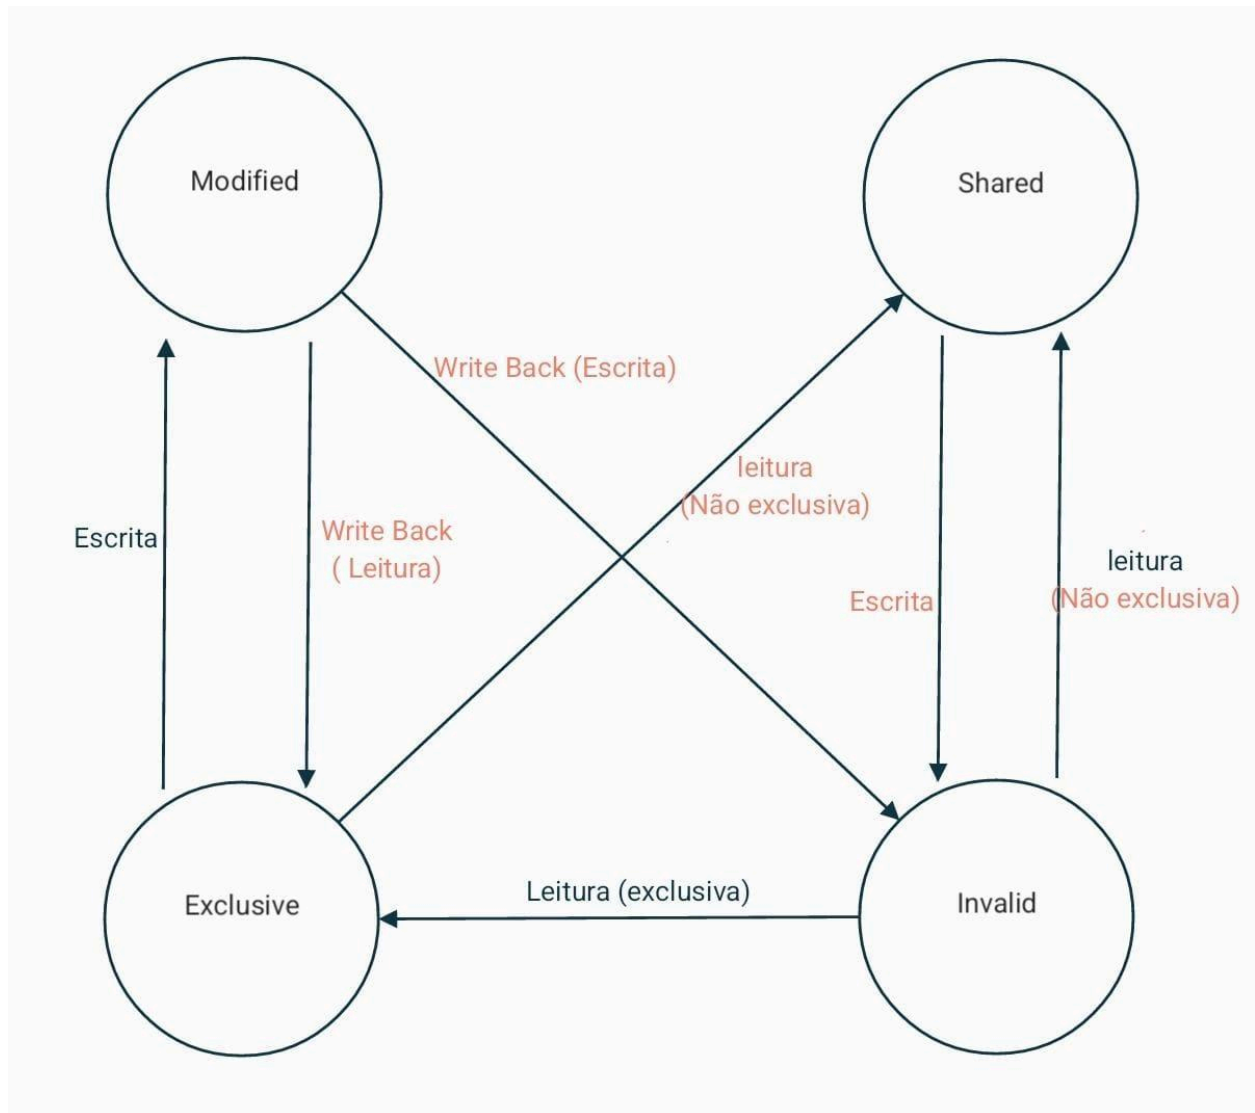 Modified
Shared
Write Back (Escrita)
leitura
(Não exclusiva)
Escrita
Write Back
( Leitura)
Escrita
leitura
(Não exclusiva)
Leitura (exclusiva)
Exclusive
Invalid